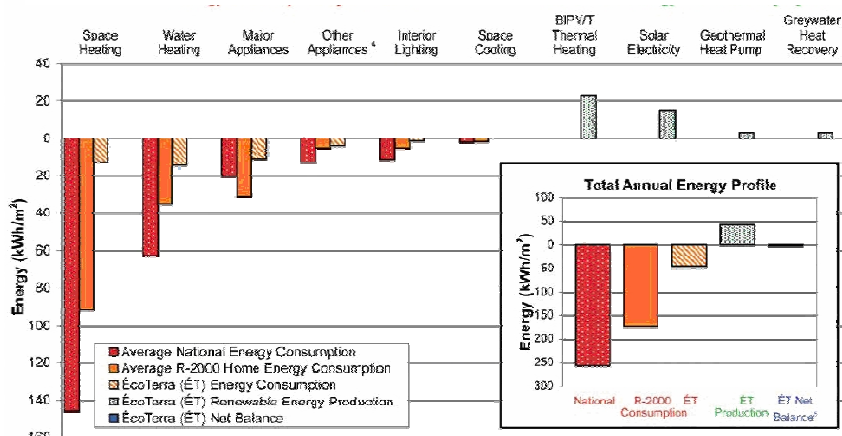 Space Heating
Water Heating
Major Appliances
Other Appliances
Interior Lighting
Space Cooling
BIPV/T Thermal Heating
Solar Electricity
Geothermal Heat Pump
Greywater Heat Recovery
40
20
0
20
40
60
80
100
120
140
160
Energy (kWh/m²)
Average National Energy Consumption
Average R-2000 Home Energy Consumption
ÉcoTerra (ÉT) Energy Consumption
ÉcoTerra (ÉT) Renewable Energy Production
ÉcoTerra (ÉT) Net Balance
Total Annual Energy Profile
100
50
0
50
100
150
200
250
300
Energy (kWh/m²)
National R-2000 ÉT
Consumption
ÉT
Production
ÉT Net
Balance